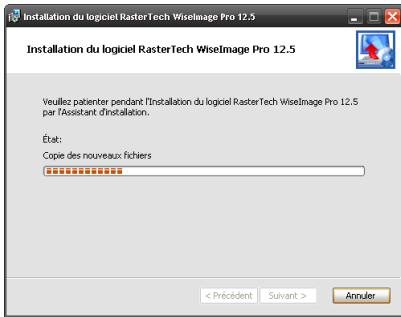 Installation du logiciel RasterTech WiseImage Pro 12.5
Installation du logiciel RasterTech WiseImage Pro 12.5
Veuillez patienter pendant l'Installation du logiciel RasterTech WiseImage Pro 12.5
par l'Assistant d'installation.
État:
Copie des nouveaux fichiers
< Précédent Suivant > Annuler